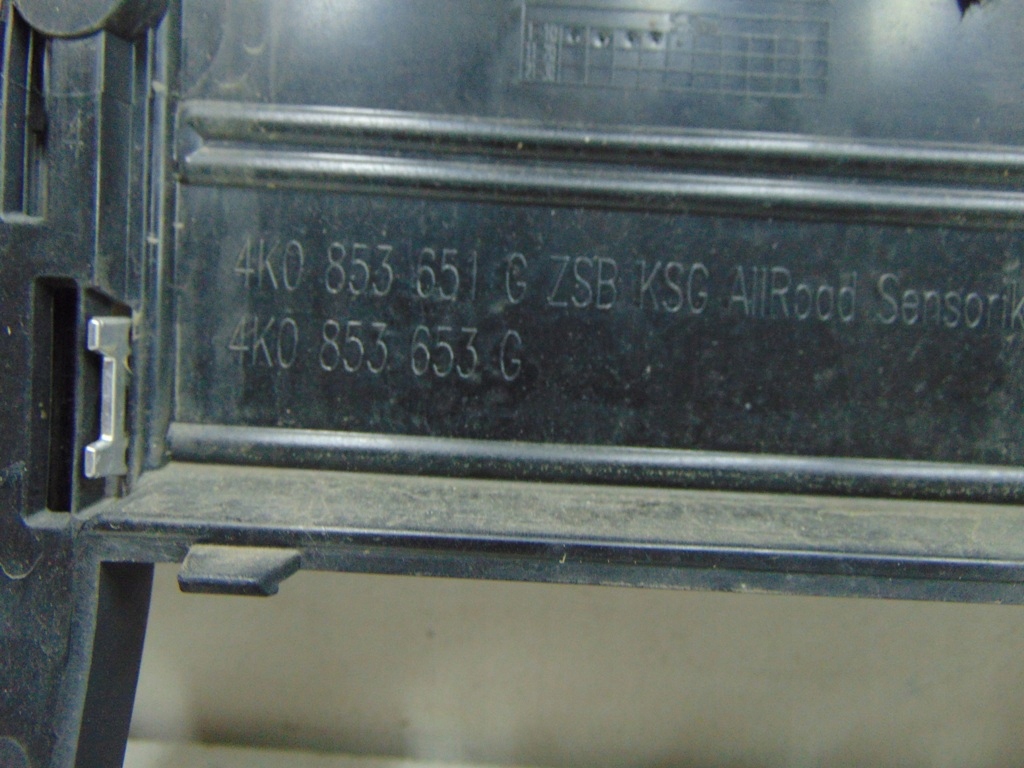 4K0 853 651 G ZSB KSG AllRoad Sensorik
4K0 853 653 G